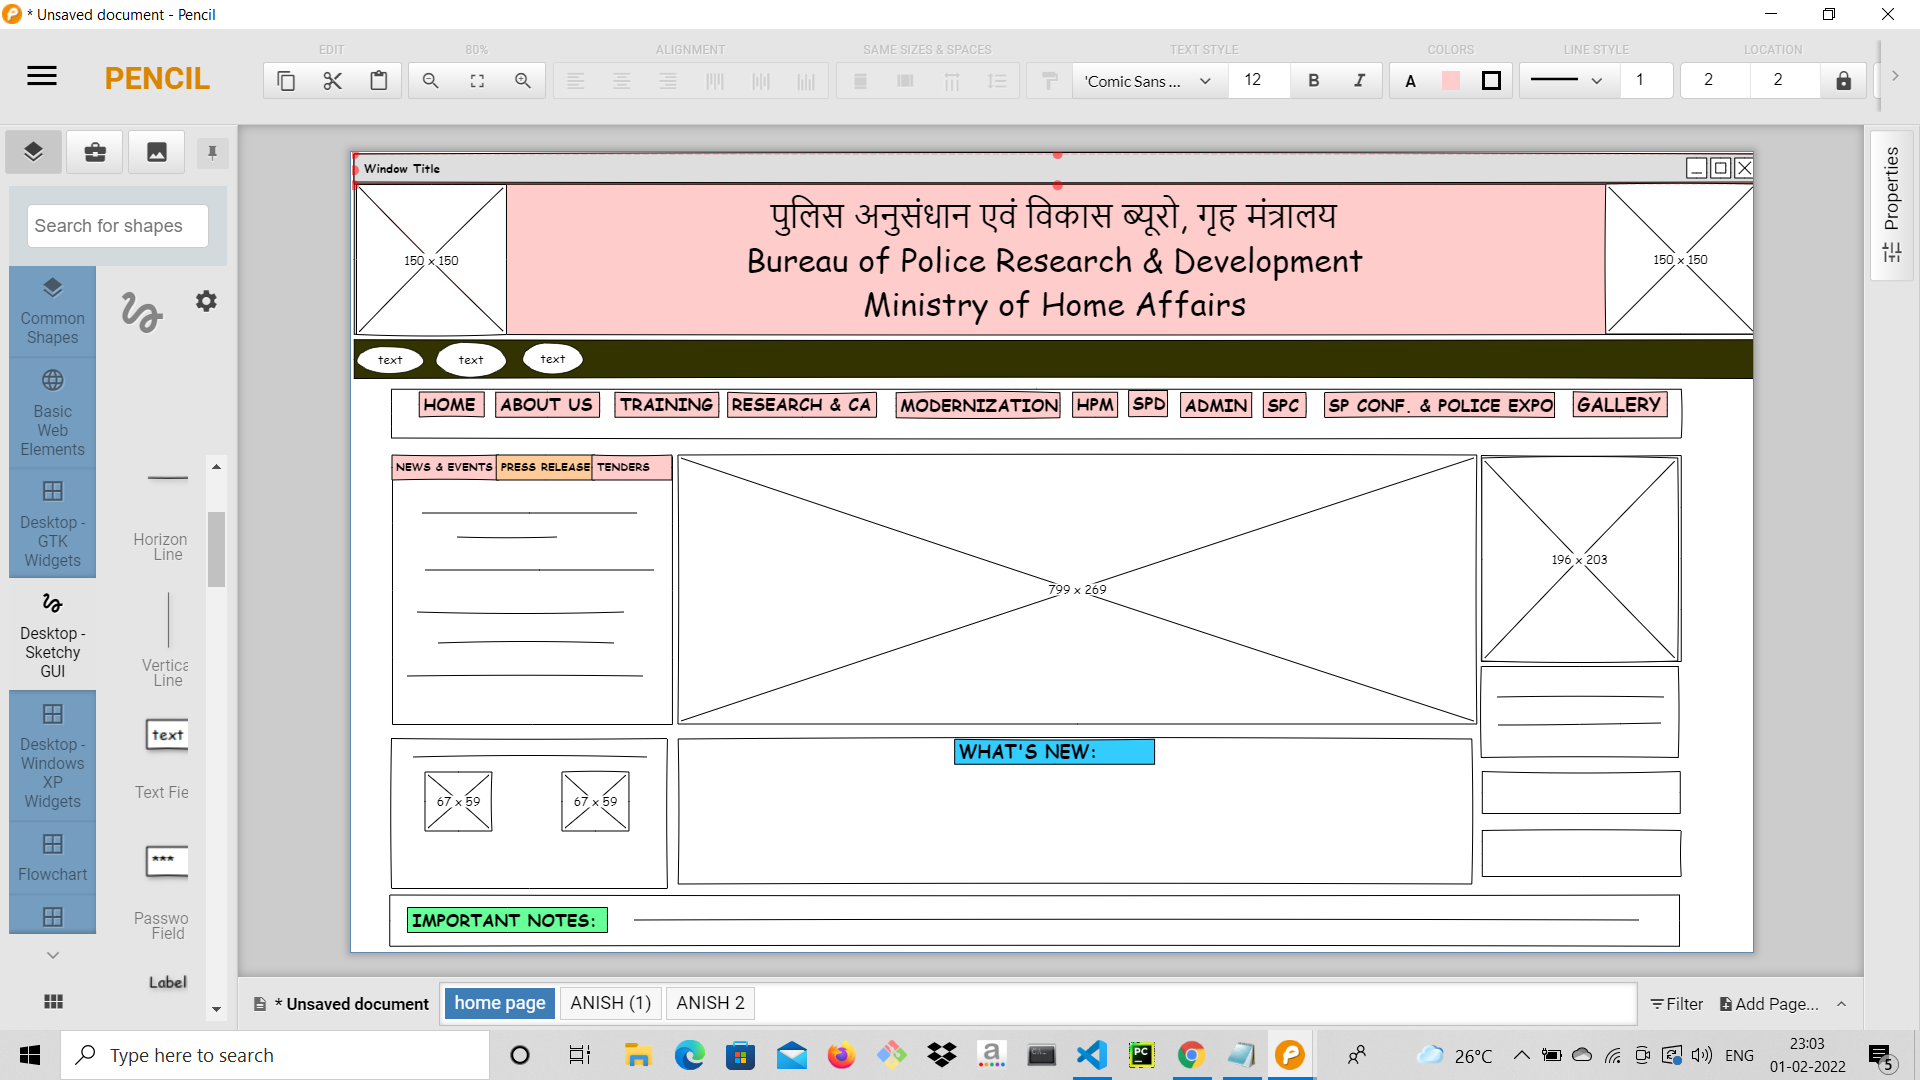 * Unsaved document - Pencil
EDIT
80%
ALIGNMENT
SAME SIZES & SPACES
TEXT STYLE
COLORS
LINE STYLE
LOCATION
PENCIL
'Comic Sans ...
12
B
I
A
1
2
2
Search for shapes
Common
Shapes
Basic
Web
Elements
Desktop -
GTK
Widgets
Desktop -
Sketchy
GUI
Desktop -
Windows
XP
Widgets
Flowchart
Horizon
Line
Vertica
Line
text
Text Fie
***
Passwo
Field
Label
Window Title
150 x 150
पुलिस अनुसंधान एवं विकास ब्यूरो, गृह मंत्रालय
Bureau of Police Research & Development
Ministry of Home Affairs
150 x 150
text
text
text
HOME
ABOUT US
TRAINING
RESEARCH & CA
MODERNIZATION
HPM
SPD
ADMIN
SPC
SP CONF. & POLICE EXPO
GALLERY
NEWS & EVENTS
PRESS RELEASE
TENDERS
799 x 269
196 x 203
67 x 59
67 x 59
WHAT'S NEW:
IMPORTANT NOTES:
Properties
* Unsaved document
home page
ANISH (1)
ANISH 2
Filter
Add Page...
Type here to search
26°C
ENG
23:03
01-02-2022
5